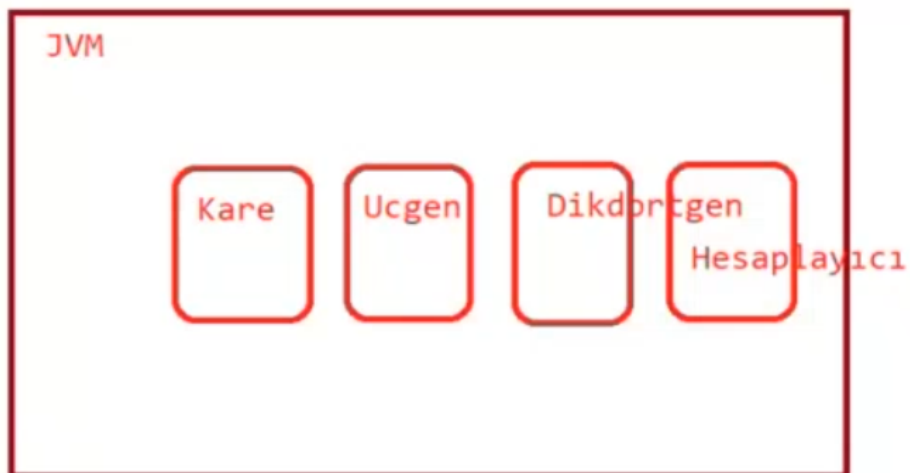 JVM
Kare
Ucgen
Dikdortgen
Hesaplayıcı